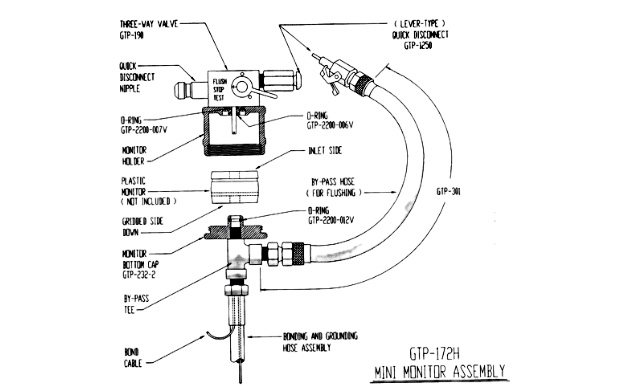 THREE-WAY VALVE
GTP-190
( LEVER-TYPE )
QUICK DISCONNECT
GTP-1250
QUICK
DISCONNECT
NIPPLE
FLUSH
STOP
TEST
O-RING
GTP-2200-007V
O-RING
GTP-2200-006V
MONITOR
HOLDER
INLET SIDE
PLASTIC
MONITOR
( NOT INCLUDED )
BY-PASS HOSE
( FOR FLUSHING )
GTP-301
GRIDDED SIDE
DOWN
O-RING
GTP-2200-012V
MONITOR
BOTTOM CAP
GTP-232-2
BY-PASS
TEE
BOND
CABLE
BONDING AND GROUNDING
HOSE ASSEMBLY
GTP-172H
MINI MONITOR ASSEMBLY